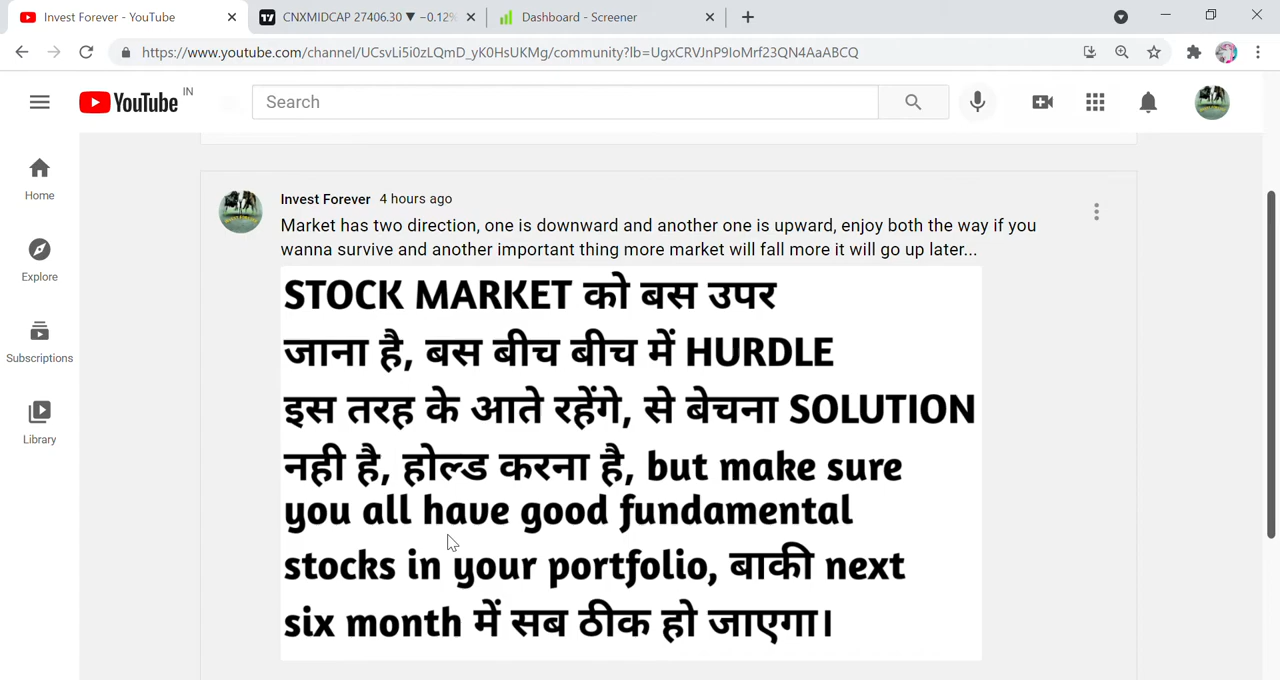 Invest Forever - YouTube
CNXMIDCAP 27406.30 ▼ −0.12%
Dashboard - Screener
https://www.youtube.com/channel/UCsvLi5i0zLQmD_yK0HsUKMg/community?lb=UgxCRVJnP9IoMrf23QN4AaABCQ
YouTube IN
Search
Home
Explore
Subscriptions
Library
Invest Forever 4 hours ago
Market has two direction, one is downward and another one is upward, enjoy both the way if you
wanna survive and another important thing more market will fall more it will go up later...
STOCK MARKET को बस उपर
जाना है, बस बीच बीच में HURDLE
इस तरह के आते रहेंगे, से बेचना SOLUTION
नही है, होल्ड करना है, but make sure
you all have good fundamental
stocks in your portfolio, बाकी next
six month में सब ठीक हो जाएगा।